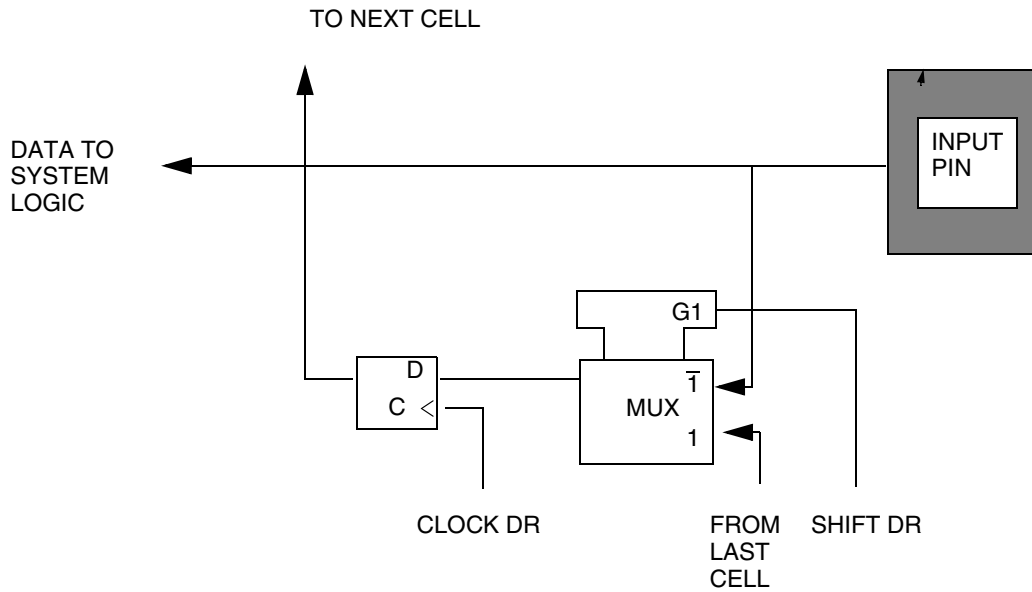 TO NEXT CELL
DATA TO
SYSTEM
LOGIC
INPUT
PIN
G1
D
C
MUX
1̅
1
CLOCK DR
FROM
LAST
CELL
SHIFT DR